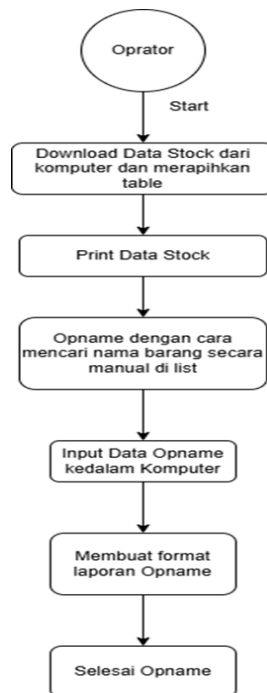 Oprator
Start
Download Data Stock dari
komputer dan merapihkan
table
Print Data Stock
Opname dengan cara
mencari nama barang secara
manual di list
Input Data Opname
kedalam Komputer
Membuat format
laporan Opname
Selesai Opname